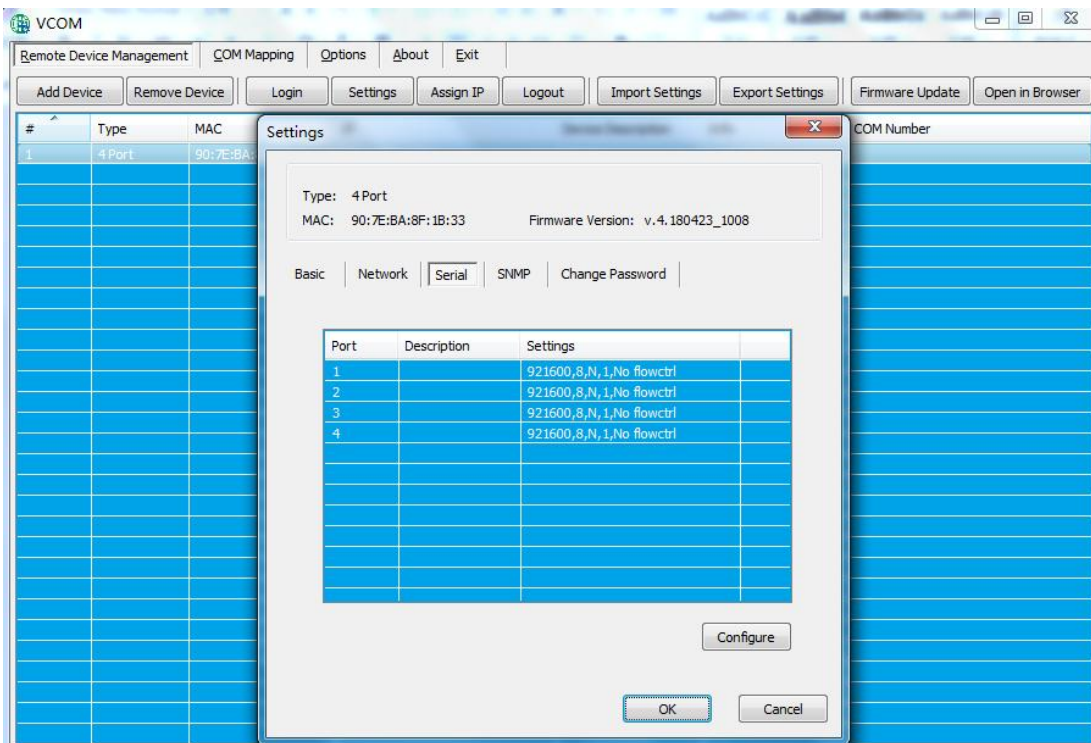 VCOM
Remote Device Management COM Mapping Options About Exit
Add Device Remove Device Login Settings Assign IP Logout Import Settings Export Settings Firmware Update Open in Browser
# Type MAC COM Number
1 4 Port 90:7E:BA:
Settings
Type: 4 Port
MAC: 90:7E:BA:8F:1B:33 Firmware Version: v.4.180423_1008
Basic Network Serial SNMP Change Password
Port Description Settings
1 921600,8,N,1,No flowctrl
2 921600,8,N,1,No flowctrl
3 921600,8,N,1,No flowctrl
4 921600,8,N,1,No flowctrl
Configure
OK Cancel